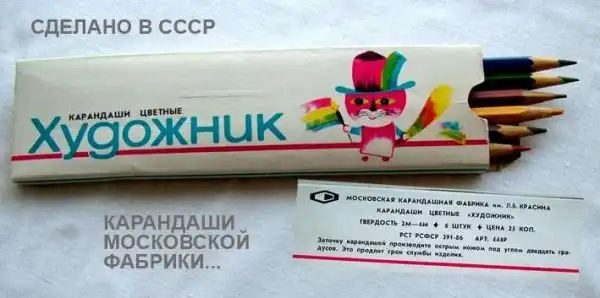 СДЕЛАНО В СССР
КАРАНДАШИ ЦВЕТНЫЕ
Художник
МОСКОВСКАЯ КАРАНДАШНАЯ ФАБРИКА им. Л.Б. КРАСИНА
КАРАНДАШИ ЦВЕТНЫЕ «ХУДОЖНИК»
ТВЕРДОСТЬ 2М—4М ♦ 6 ШТУК ♦ ЦЕНА 25 КОП.
РСТ РСФСР 391-86 АРТ: 448Р
Заточку карандашей производите острым ножом под углом двадцать гра-
дусов. Это продлит срок службы изделия.
КАРАНДАШИ
МОСКОВСКОЙ
ФАБРИКИ...